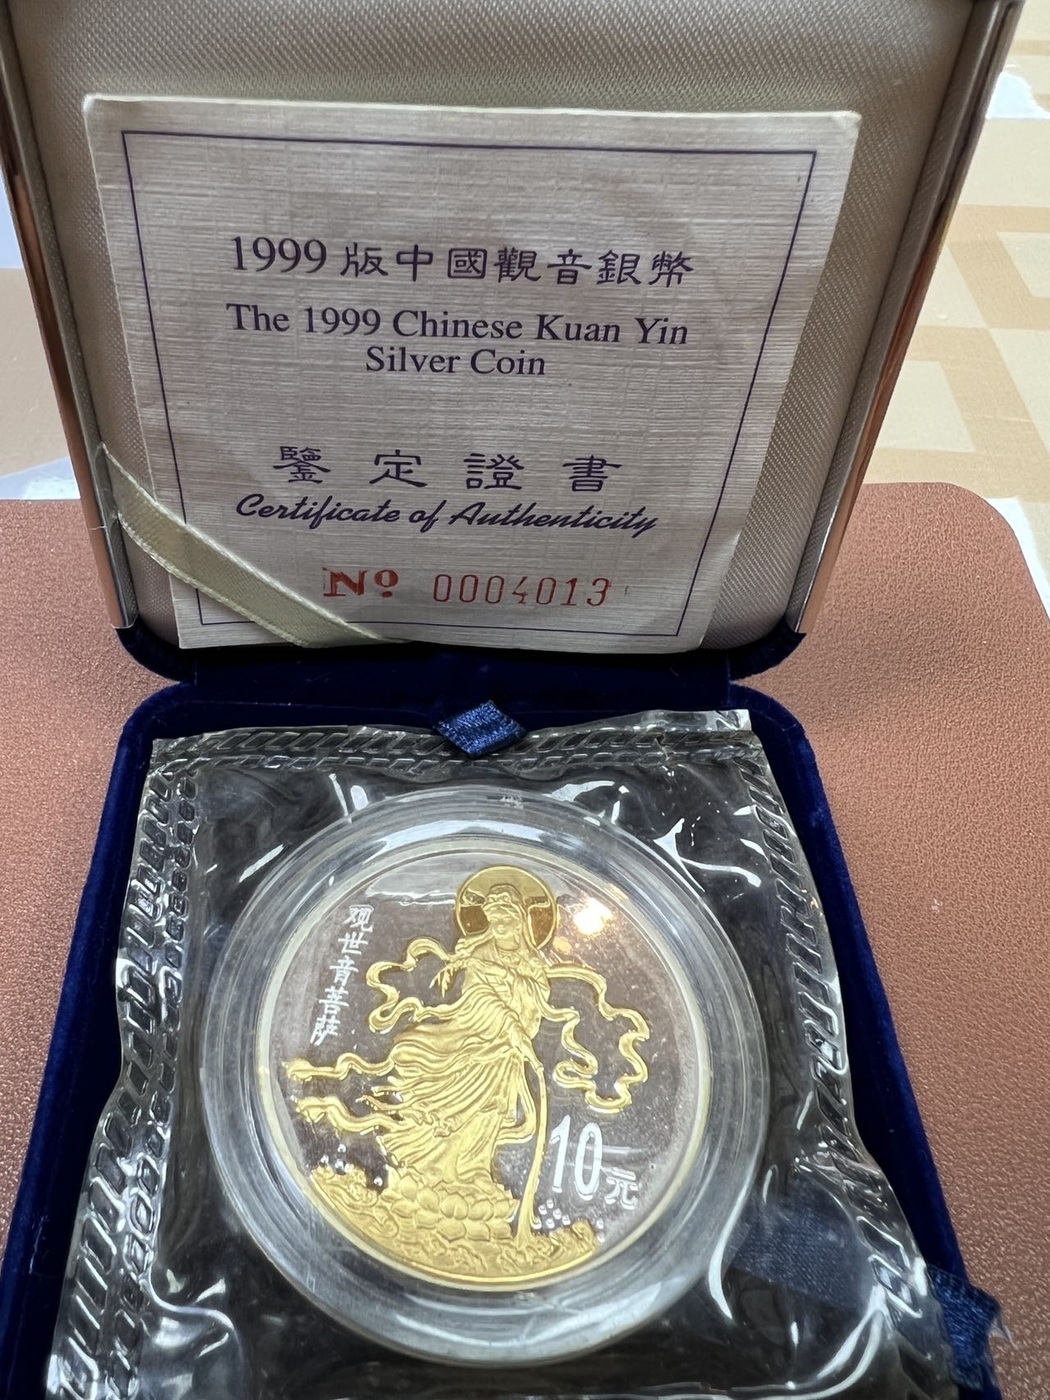 1999 版中國觀音銀幣
The 1999 Chinese Kuan Yin
Silver Coin
鑒定證書
Certificate of Authenticity
Nº 0004013
观世音菩萨
10元